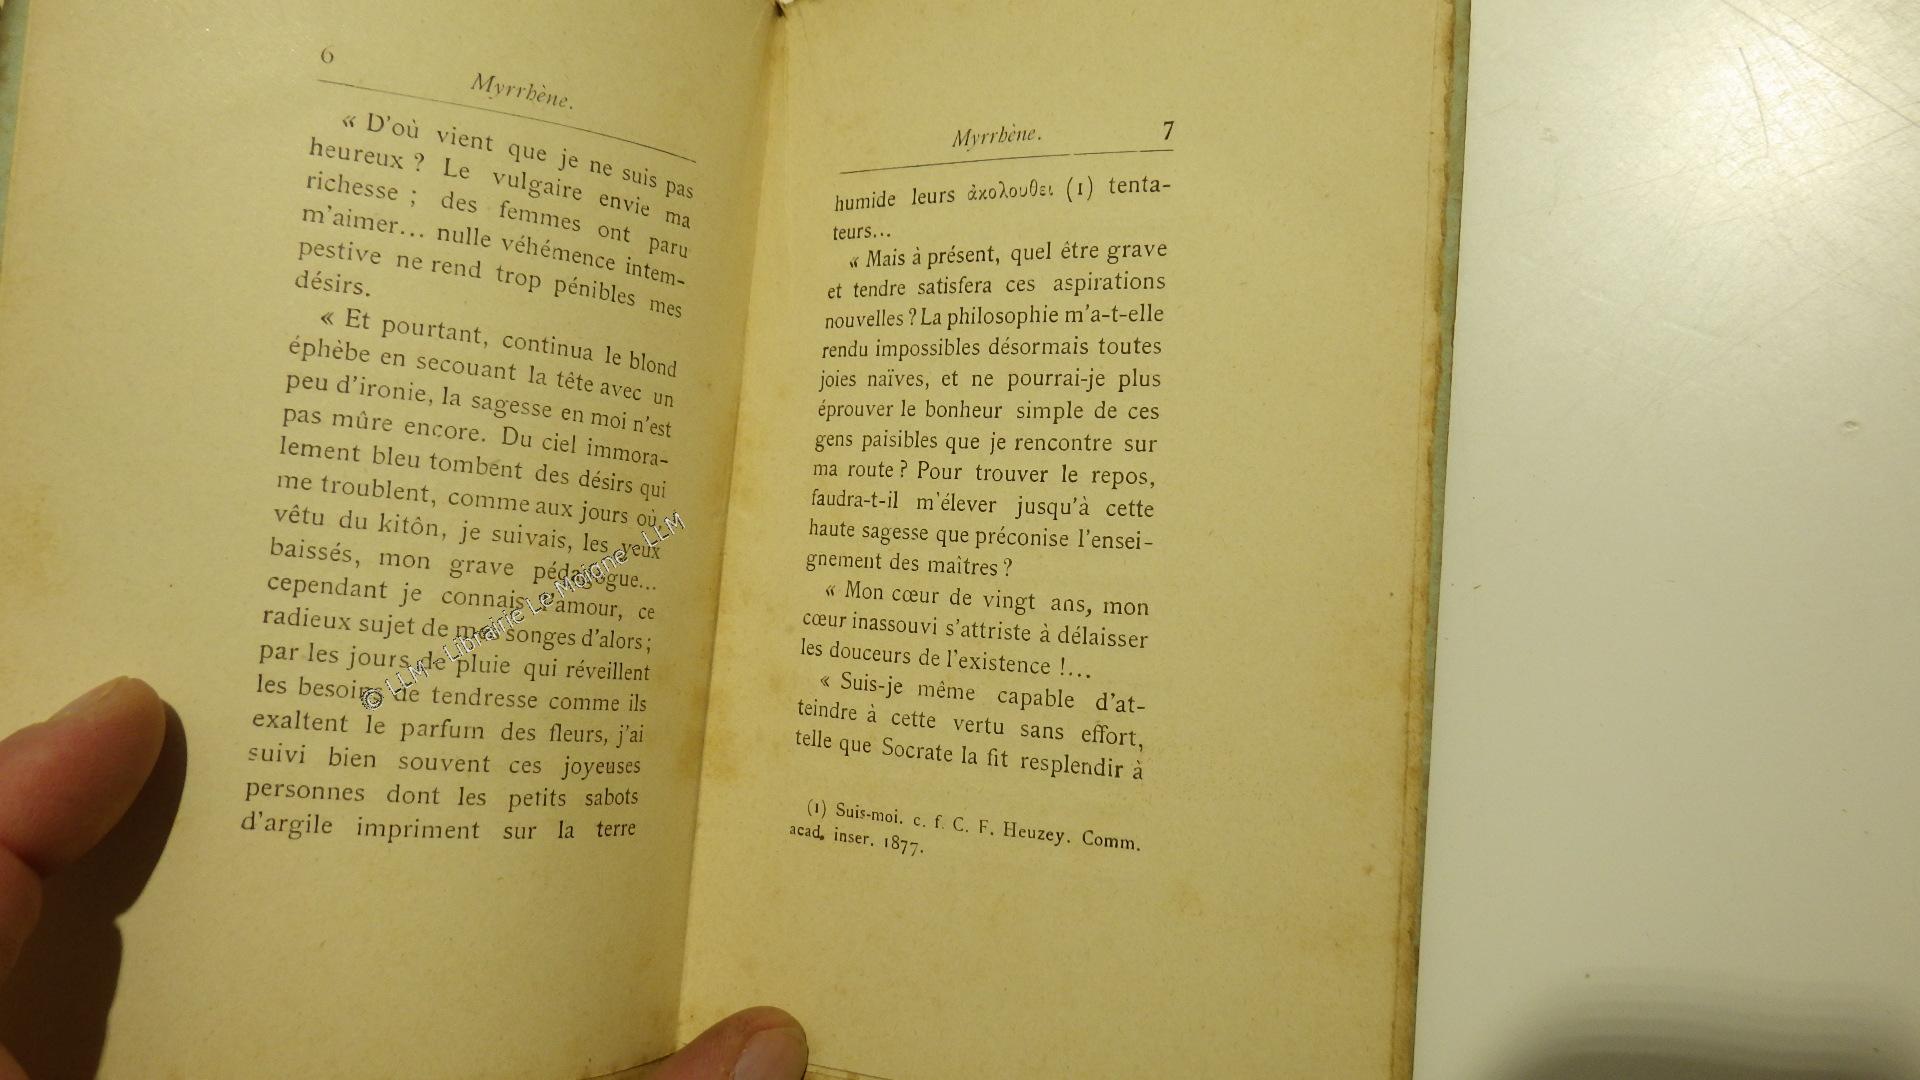 6
Myrrhène.
« D'où vient que je ne suis pas
heureux ? Le vulgaire envie ma
richesse ; des femmes ont paru
m'aimer... nulle véhémence intem-
pestive ne rend trop pénibles mes
désirs.
« Et pourtant, continua le blond
éphèbe en secouant la tête avec un
peu d'ironie, la sagesse en moi n'est
pas mûre encore. Du ciel immora-
lement bleu tombent des désirs qui
me troublent, comme aux jours où,
vêtu du kitôn, je suivais, les yeux
baissés, mon grave pédagogue...
cependant je connais l'amour, ce
radieux sujet de mes songes d'alors ;
par les jours de pluie qui réveillent
les besoins de tendresse comme ils
exaltent le parfum des fleurs, j'ai
suivi bien souvent ces joyeuses
personnes dont les petits sabots
d'argile impriment sur la terre
© LLM - Librairie Le Moigne - LLM
Myrrhène.
7
humide leurs ἀκολουθει (1) tenta-
teurs...
« Mais à présent, quel être grave
et tendre satisfera ces aspirations
nouvelles ? La philosophie m'a-t-elle
rendu impossibles désormais toutes
joies naïves, et ne pourrai-je plus
éprouver le bonheur simple de ces
gens paisibles que je rencontre sur
ma route ? Pour trouver le repos,
faudra-t-il m'élever jusqu'à cette
haute sagesse que préconise l'ensei-
gnement des maîtres ?
« Mon cœur de vingt ans, mon
cœur inassouvi s'attriste à délaisser
les douceurs de l'existence !...
« Suis-je même capable d'at-
teindre à cette vertu sans effort,
telle que Socrate la fit resplendir à
(1) Suis-moi. c. f. C. F. Heuzey. Comm.
acad. inser. 1877.